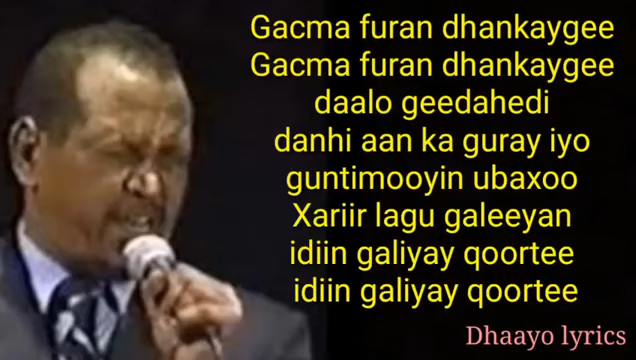 Gacma furan dhankaygee
Gacma furan dhankaygee
daalo geedahedi
danhi aan ka guray iyo
guntimooyin ubaxoo
Xariir lagu galeeyan
idiin galiyay qoortee
idiin galiyay qoortee
Dhaayo lyrics